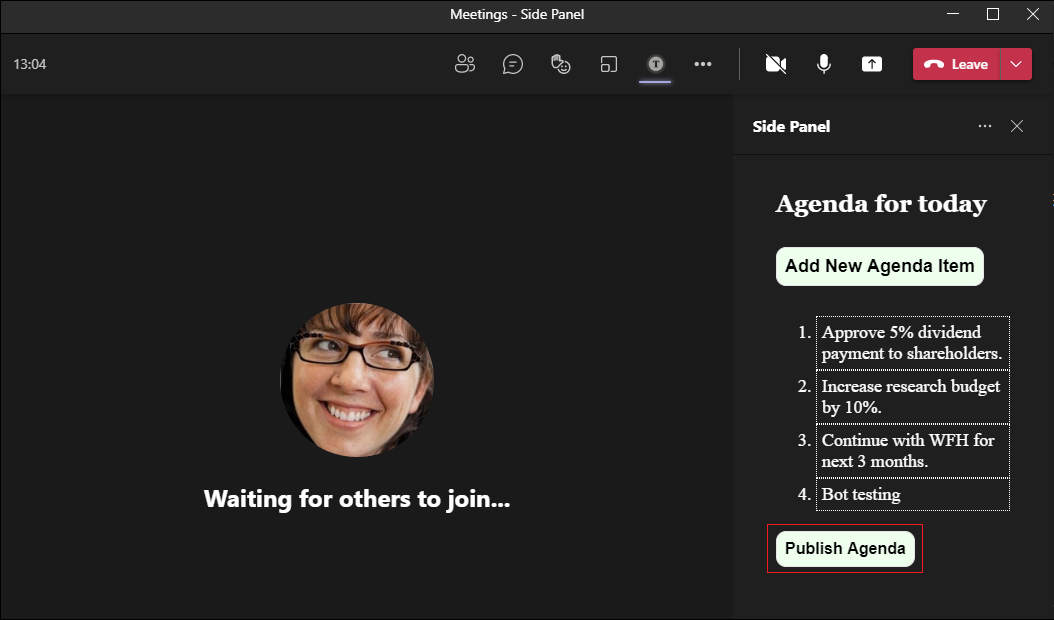 Meetings - Side Panel
13:04
T
Leave
Side Panel
Agenda for today
Add New Agenda Item
1. Approve 5% dividend
payment to shareholders.
2. Increase research budget
by 10%.
3. Continue with WFH for
next 3 months.
4. Bot testing
Publish Agenda
Waiting for others to join...